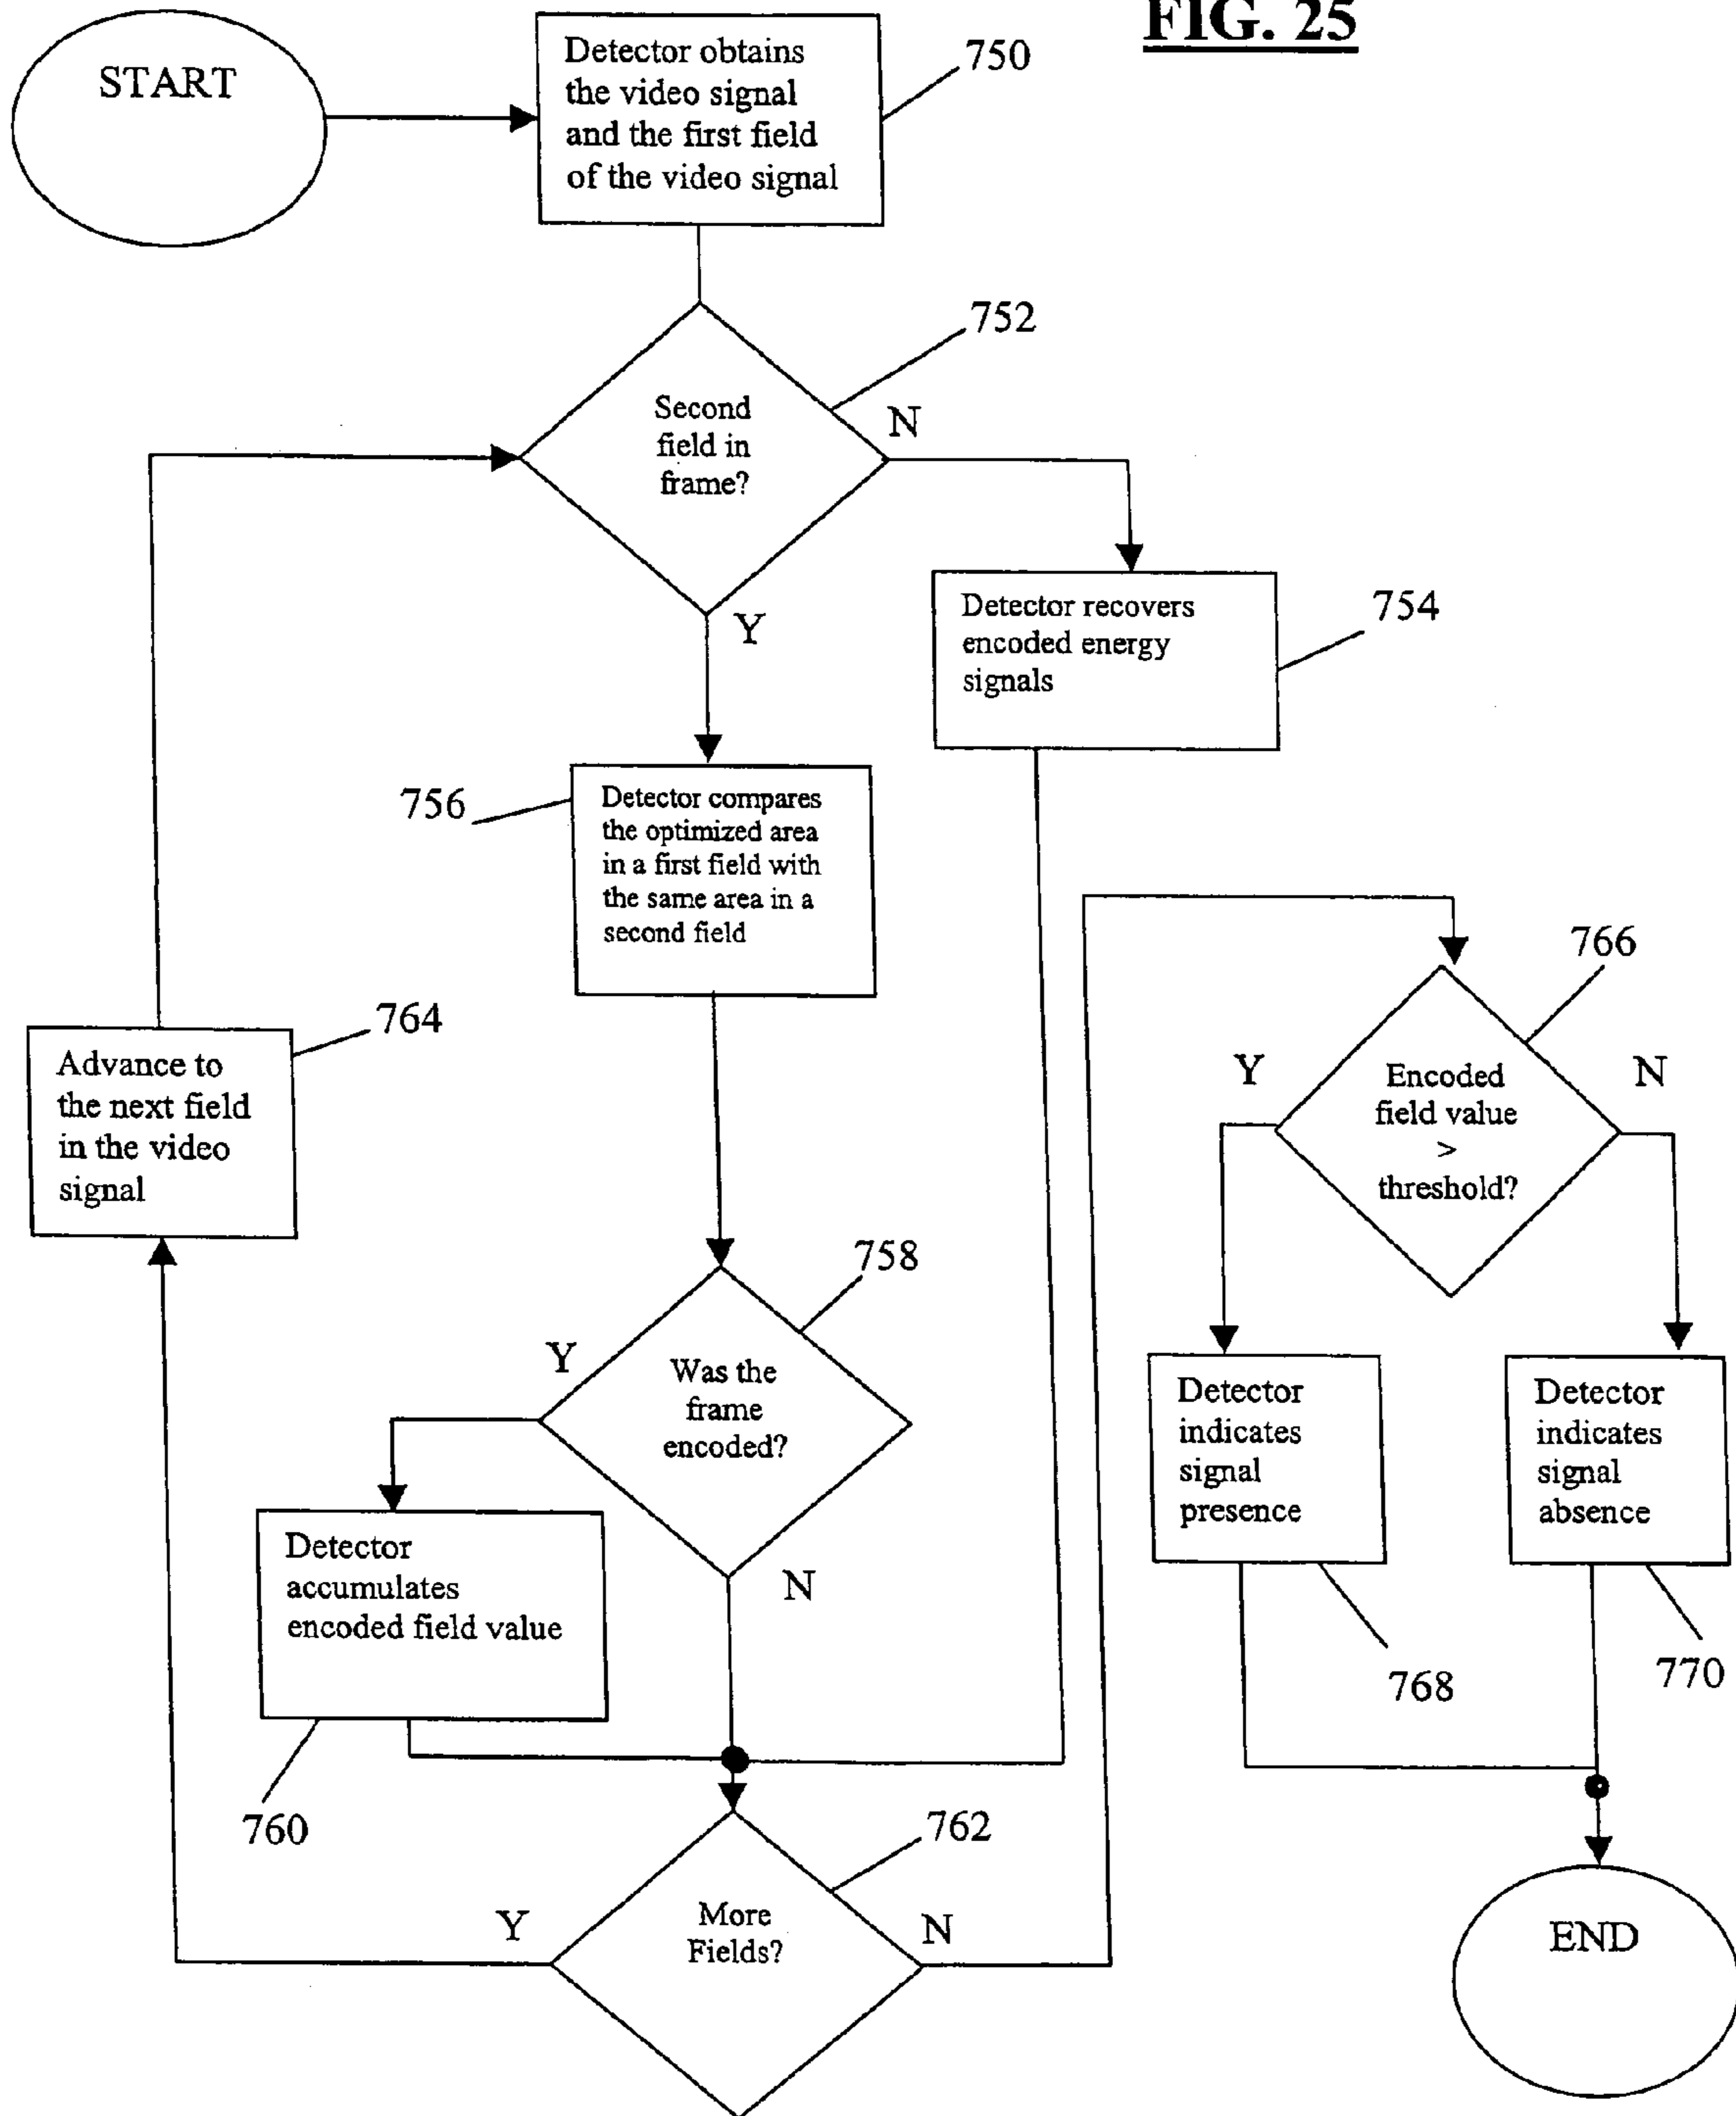 FIG. 25
START
Detector obtains
the video signal
and the first field
of the video signal
750
752
Second
field in
frame?
N
Y
Detector recovers
encoded energy
signals
754
756
Detector compares
the optimized area
in a first field with
the same area in a
second field
764
Advance to
the next field
in the video
signal
758
Was the
frame
encoded?
Y
N
Detector
accumulates
encoded field value
760
762
More
Fields?
Y
N
766
Encoded
field value
>
threshold?
Y
N
Detector
indicates
signal
presence
768
Detector
indicates
signal
absence
770
END